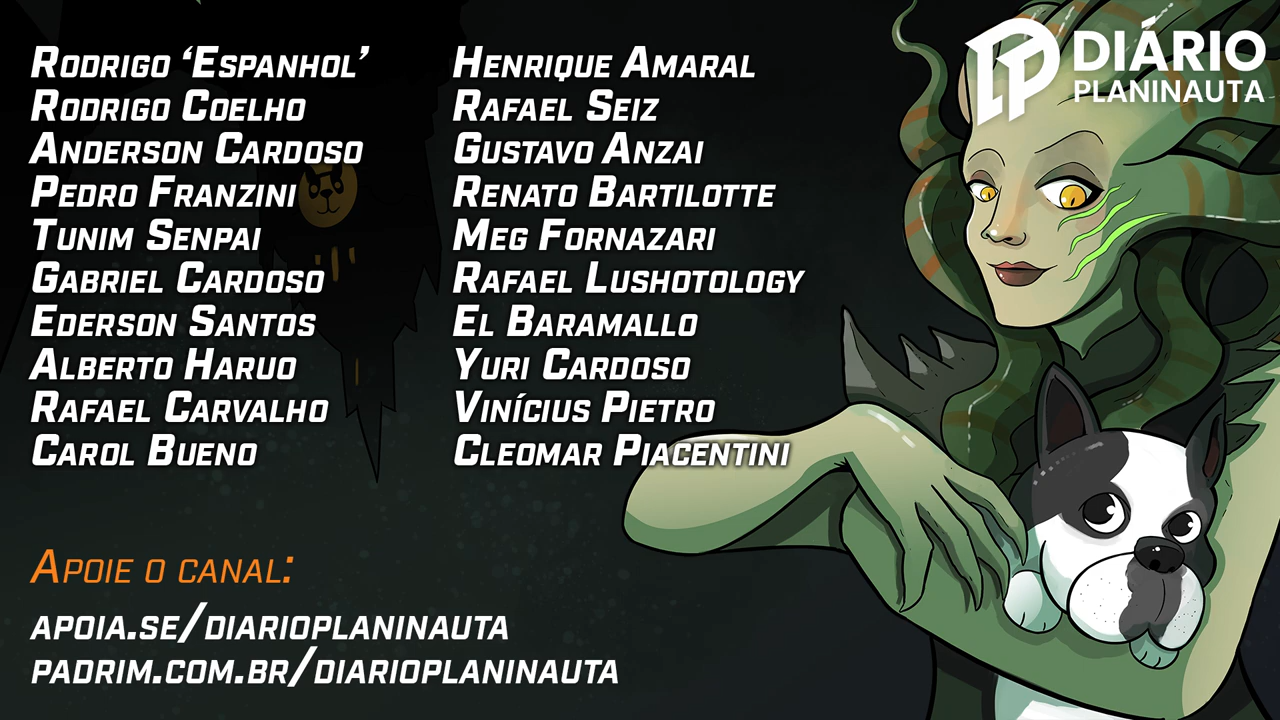 Rodrigo ‘Espanhol’
Rodrigo Coelho
Anderson Cardoso
Pedro Franzini
Tunim Senpai
Gabriel Cardoso
Ederson Santos
Alberto Haruo
Rafael Carvalho
Carol Bueno
Henrique Amaral
Rafael Seiz
Gustavo Anzai
Renato Bartilotte
Meg Fornazari
Rafael Lushotology
El Baramallo
Yuri Cardoso
Vinícius Pietro
Cleomar Piacentini
Apoie o canal:
apoia.se/diarioplaninauta
padrim.com.br/diarioplaninauta
DIÁRIO
PLANINAUTA